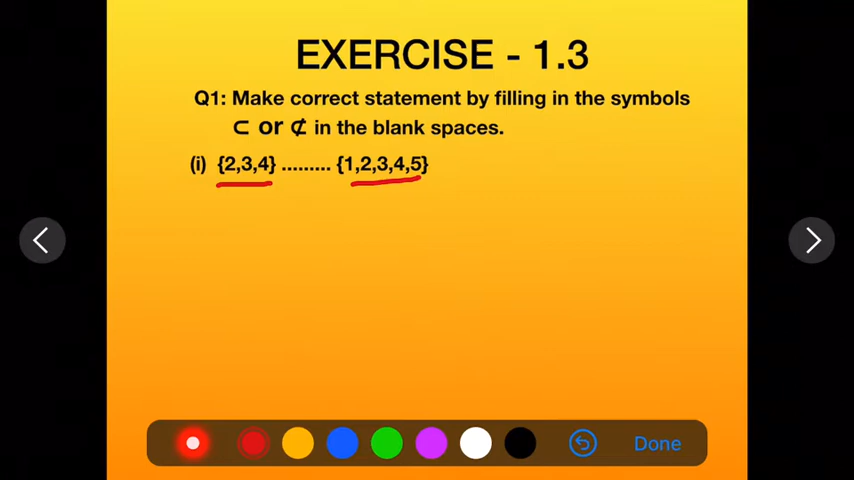 EXERCISE - 1.3
Q1: Make correct statement by filling in the symbols
⊂ or ⊄ in the blank spaces.
(i) {2,3,4} ......... {1,2,3,4,5}
Done